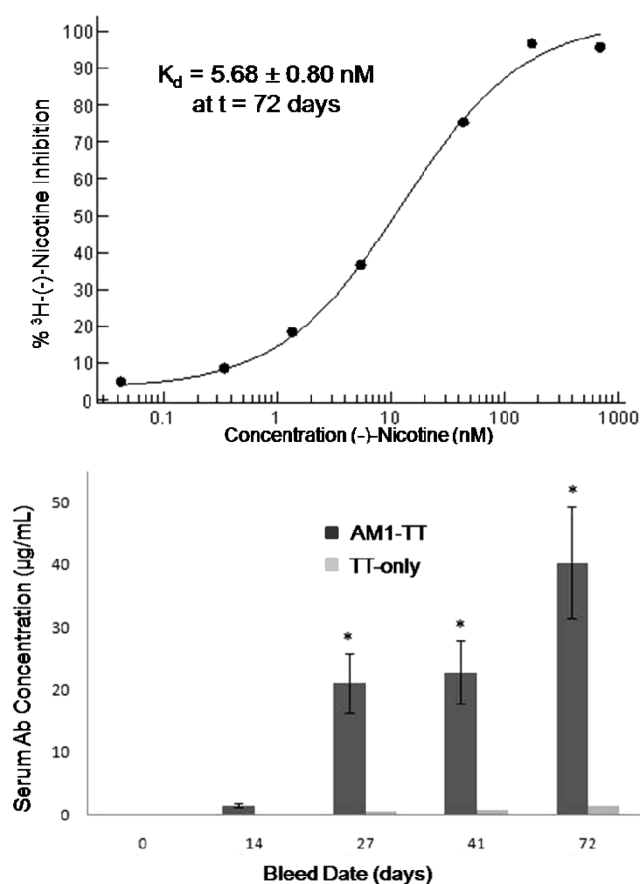 100
90
80
70
60
50
40
30
20
10
0
% ³H-(-)-Nicotine Inhibition
K_d = 5.68 ± 0.80 nM
at t = 72 days
0.1 1 10 100 1000
Concentration (-)-Nicotine (nM)
50
40
30
20
10
0
Serum Ab Concentration (µg/mL)
AM1-TT
TT-only
* * *
0 14 27 41 72
Bleed Date (days)